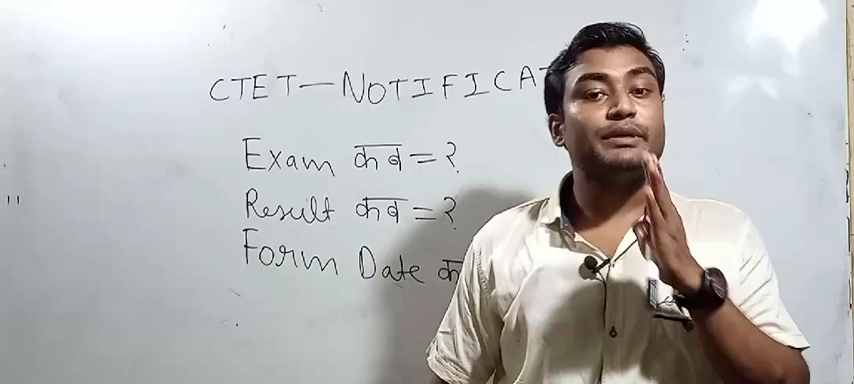 CTET-NOTIFICAT
Exam कब = ?
Result कब = ?
Form Date क